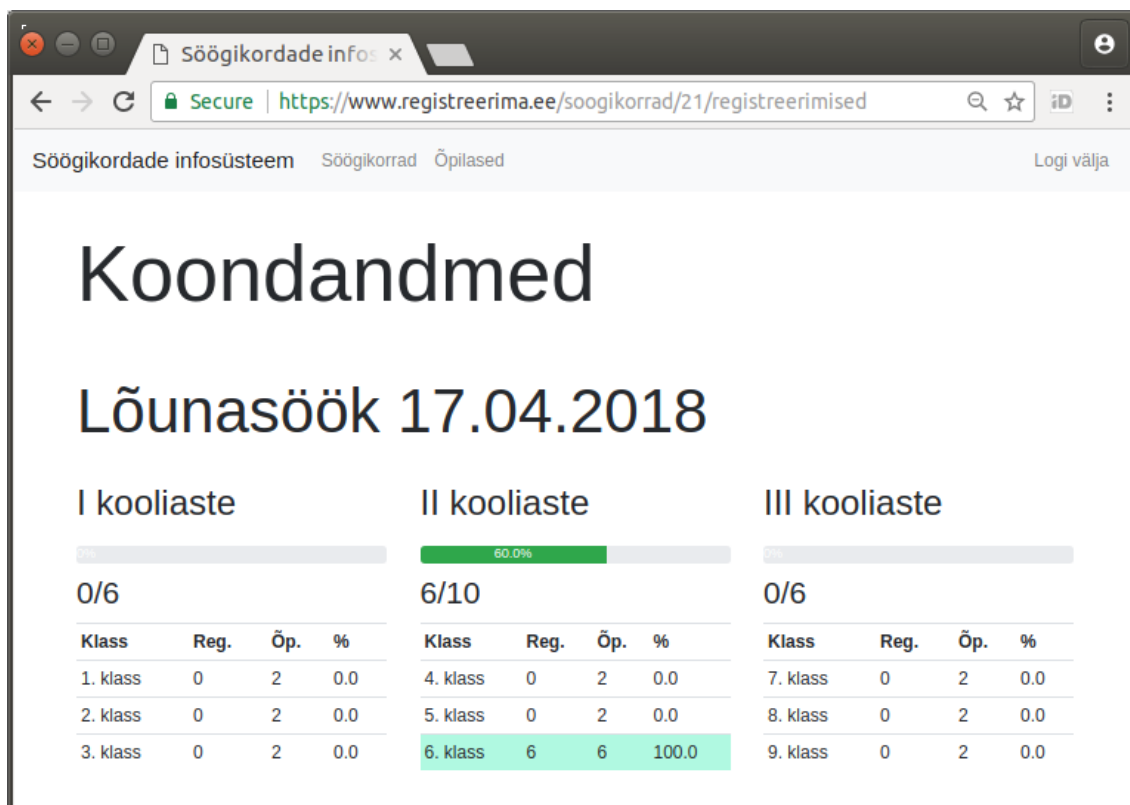 Söögikordade infos
Secure https://www.registreerima.ee/soogikorrad/21/registreerimised iD
Söögikordade infosüsteem Söögikorrad Õpilased Logi välja
Koondandmed
Lõunasöök 17.04.2018
I kooliaste
0%
0/6
Klass Reg. Õp. %
1. klass 0 2 0.0
2. klass 0 2 0.0
3. klass 0 2 0.0
II kooliaste
60.0%
6/10
Klass Reg. Õp. %
4. klass 0 2 0.0
5. klass 0 2 0.0
6. klass 6 6 100.0
III kooliaste
0%
0/6
Klass Reg. Õp. %
7. klass 0 2 0.0
8. klass 0 2 0.0
9. klass 0 2 0.0